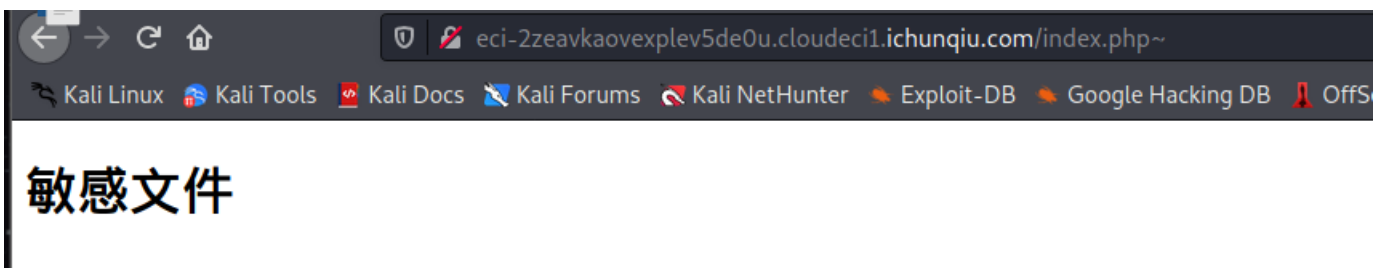 eci-2zeavkaovexplev5de0u.cloudeci1.ichunqiu.com/index.php~
Kali Linux Kali Tools Kali Docs Kali Forums Kali NetHunter Exploit-DB Google Hacking DB OffS
敏感文件